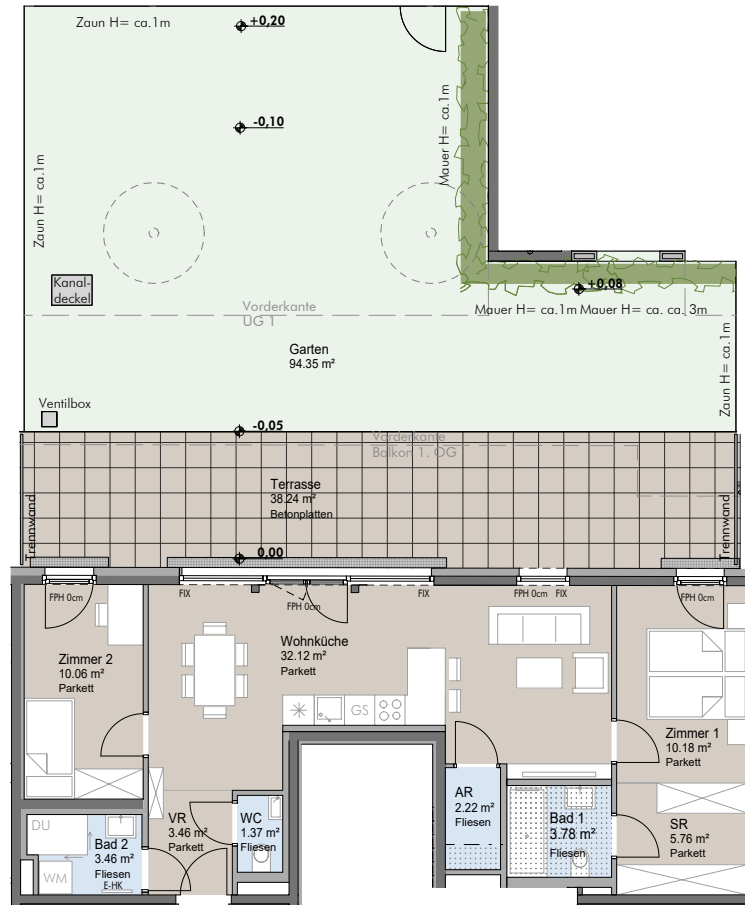 Zaun H= ca.1m
+0,20
-0,10
Mauer H= ca.1m
Zaun H= ca.1m
Kanal-
deckel
+0,08
Vorderkante
UG 1
Mauer H= ca.1m Mauer H= ca. ca. 3m
Zaun H= ca.1m
Garten
94.35 m²
Ventilbox
-0,05
Vorderkante
Balkon 1. OG
Terrasse
38.24 m²
Betonplatten
Trennwand
Trennwand
0,00
FPH 0cm
FIX
FPH 0cm
FIX
FPH 0cm
FIX
FPH 0cm
Zimmer 2
10.06 m²
Parkett
Wohnküche
32.12 m²
Parkett
GS
Zimmer 1
10.18 m²
Parkett
VR
3.46 m²
Parkett
WC
1.37 m²
Fliesen
AR
2.22 m²
Fliesen
Bad 1
3.78 m²
Fliesen
SR
5.76 m²
Parkett
DU
Bad 2
3.46 m²
Fliesen
E-HK
WM